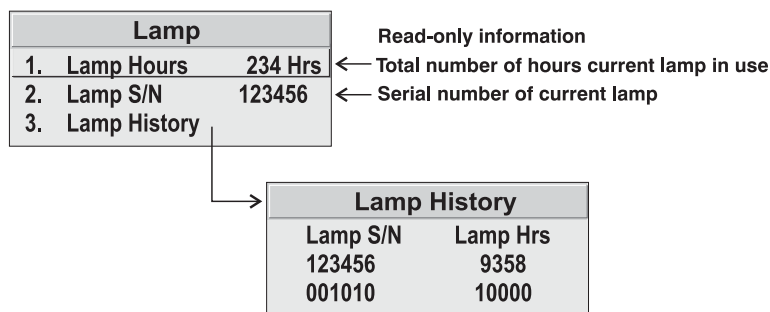 Lamp
Read-only information
1. Lamp Hours 234 Hrs
Total number of hours current lamp in use
2. Lamp S/N 123456
Serial number of current lamp
3. Lamp History
Lamp History
Lamp S/N Lamp Hrs
123456 9358
001010 10000